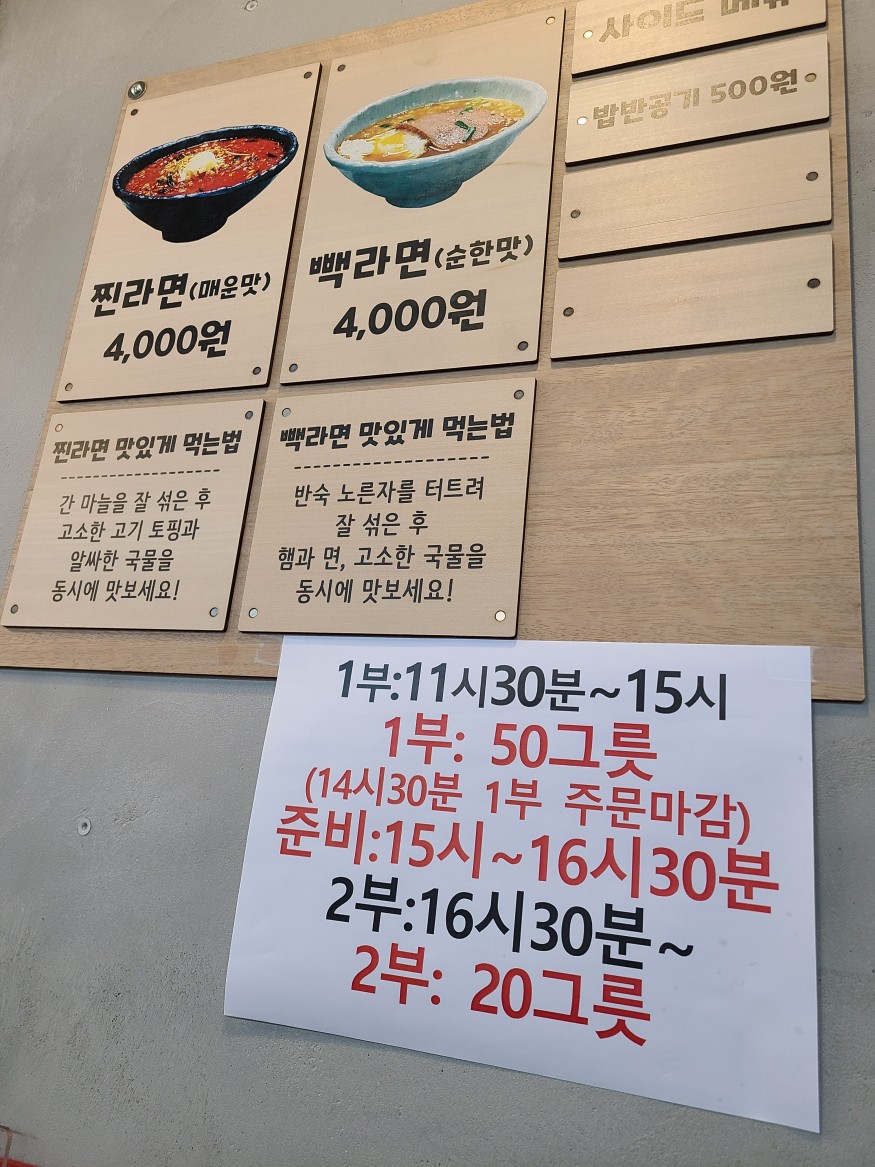 찐라면(매운맛)
4,000원
빽라면(순한맛)
4,000원
사이드 메뉴
밥반공기 500원
찐라면 맛있게 먹는법
간 마늘을 잘 섞은 후
고소한 고기 토핑과
알싸한 국물을
동시에 맛보세요!
빽라면 맛있게 먹는법
반숙 노른자를 터트려
잘 섞은 후
햄과 면, 고소한 국물을
동시에 맛보세요!
1부:11시30분~15시
1부: 50그릇
(14시30분 1부 주문마감)
준비:15시~16시30분
2부:16시30분~
2부: 20그릇